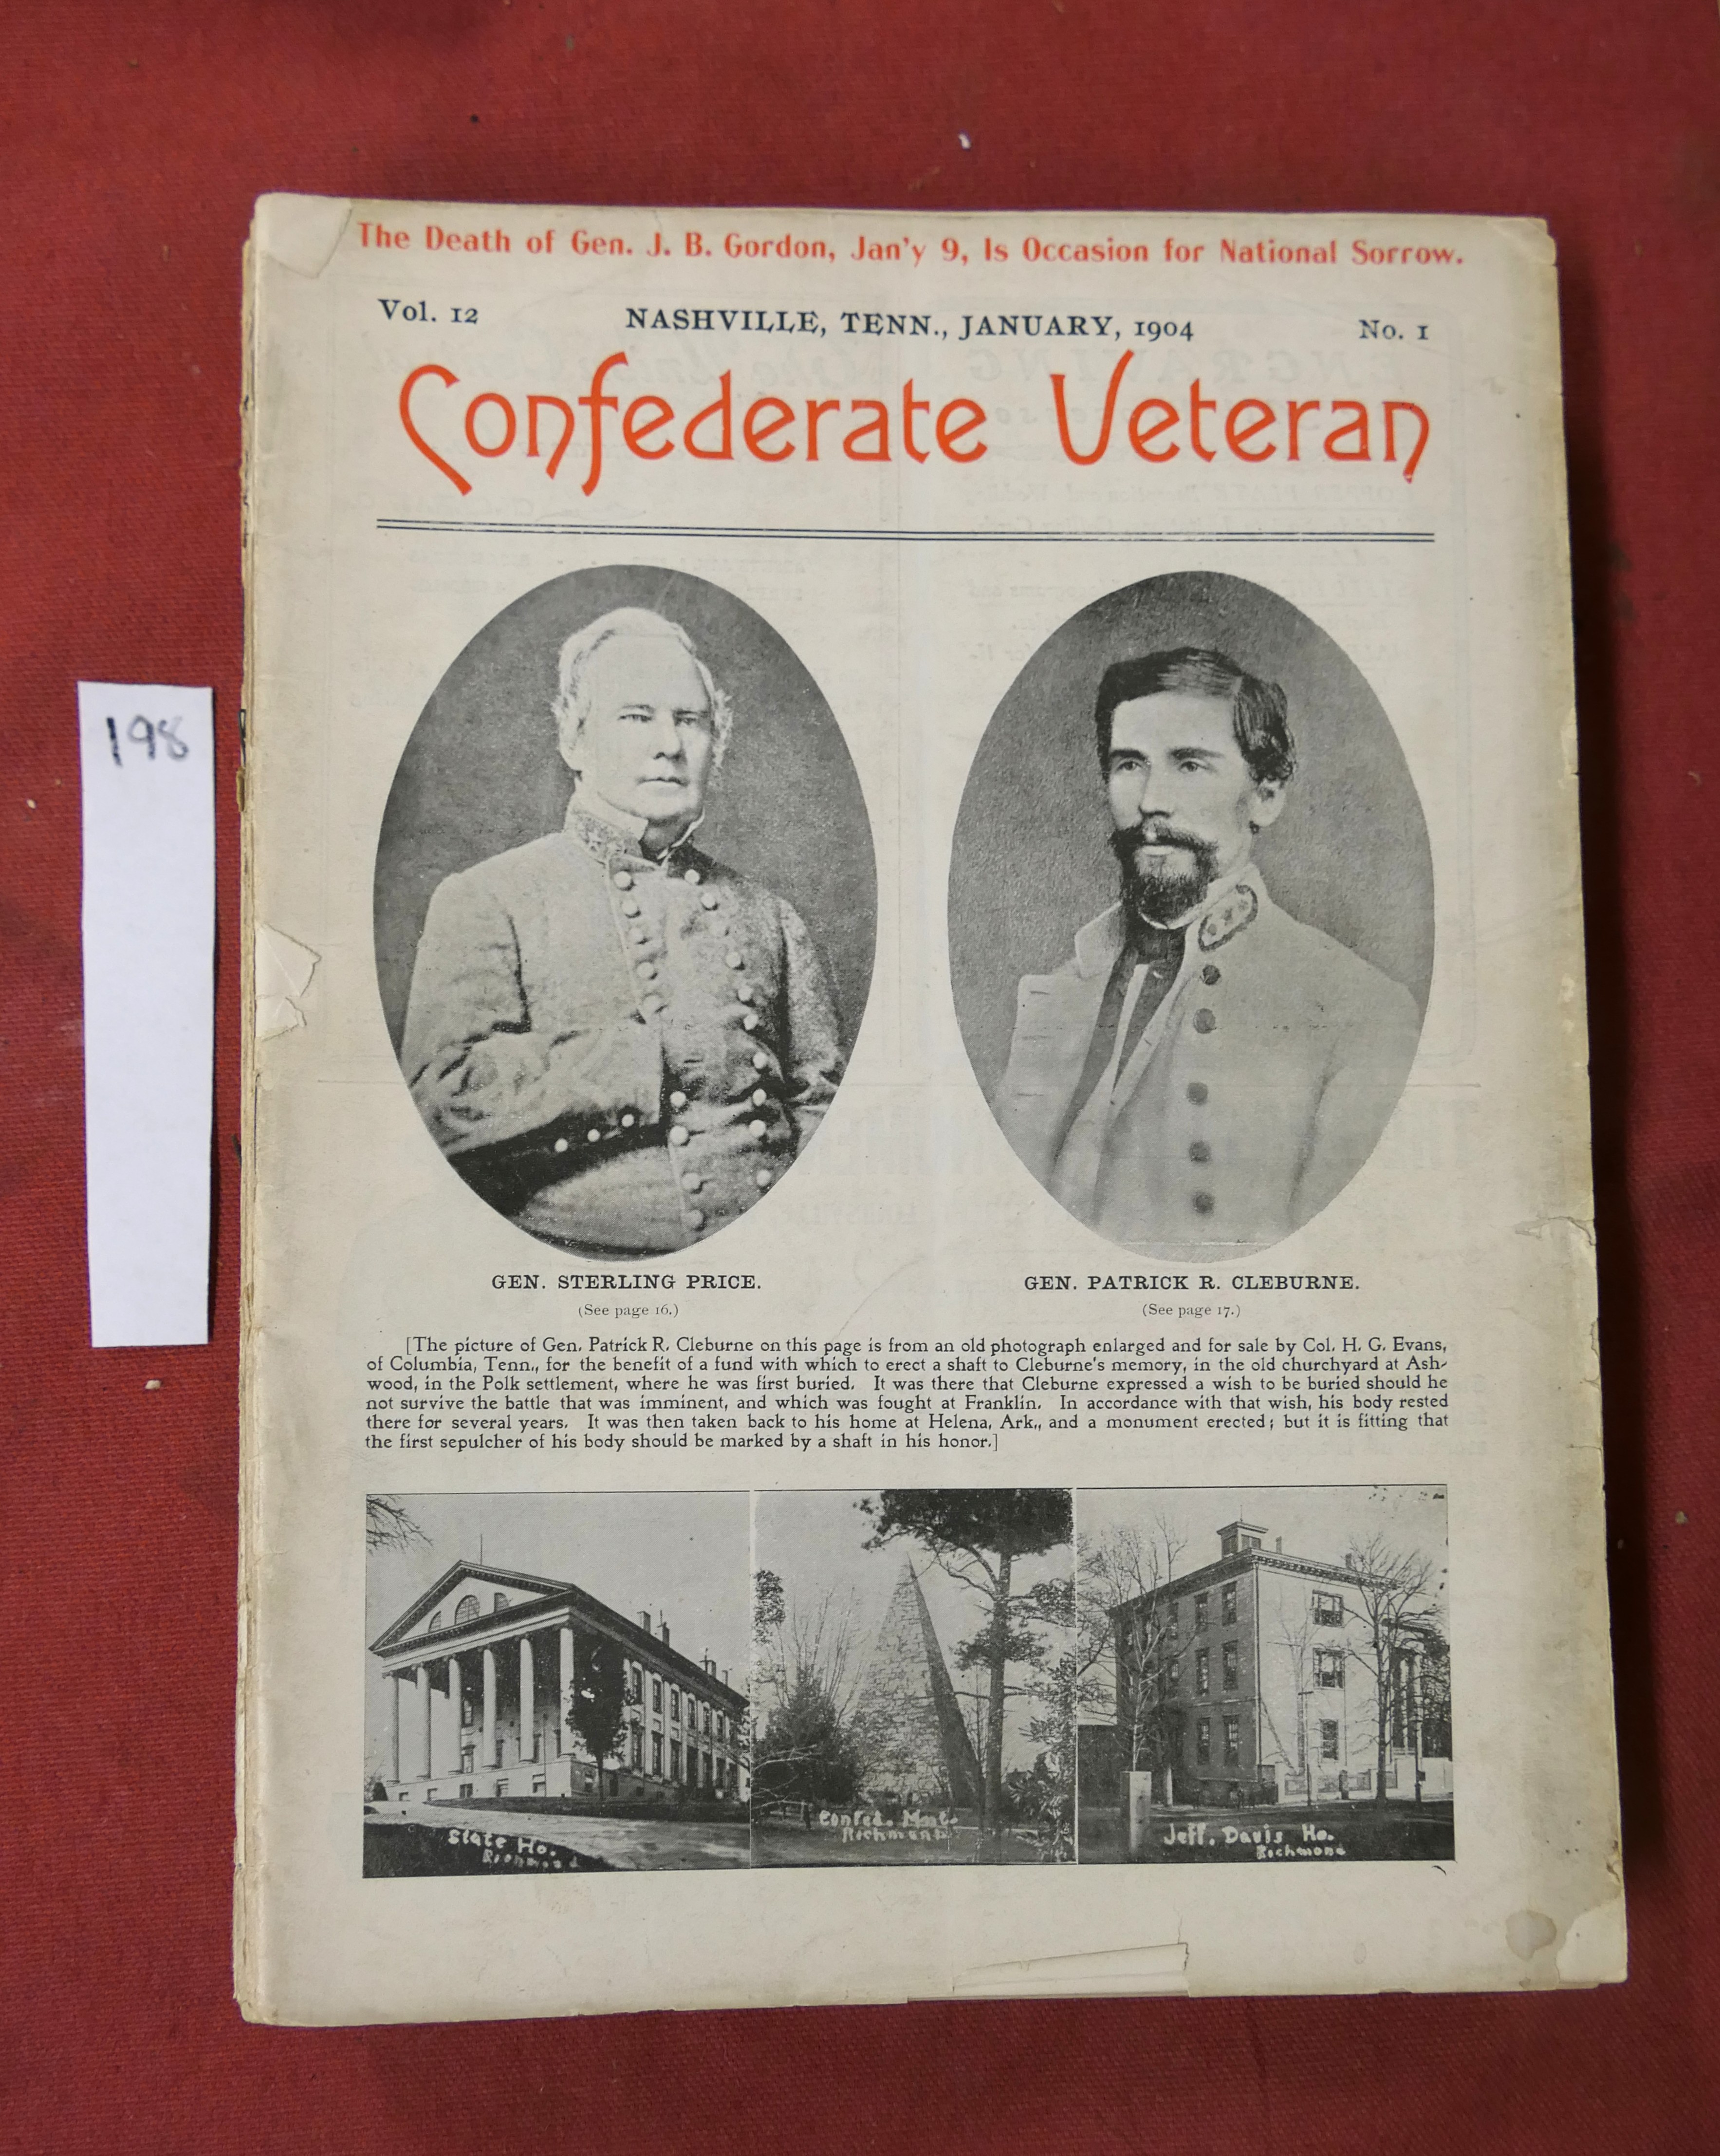 198
The Death of Gen. J. B. Gordon, Jan'y 9, Is Occasion for National Sorrow.
Vol. 12 NASHVILLE, TENN., JANUARY, 1904 No. 1
Confederate Veteran
GEN. STERLING PRICE.
(See page 16.)
GEN. PATRICK R. CLEBURNE.
(See page 17.)
[The picture of Gen. Patrick R. Cleburne on this page is from an old photograph enlarged and for sale by Col. H. G. Evans,
of Columbia, Tenn., for the benefit of a fund with which to erect a shaft to Cleburne's memory, in the old churchyard at Ash-
wood, in the Polk settlement, where he was first buried. It was there that Cleburne expressed a wish to be buried should he
not survive the battle that was imminent, and which was fought at Franklin. In accordance with that wish, his body rested
there for several years. It was then taken back to his home at Helena, Ark., and a monument erected; but it is fitting that
the first sepulcher of his body should be marked by a shaft in his honor.]
State Ho.
Richmond
Confed. Mont.
Richmond
Jeff. Davis Ho.
Richmond